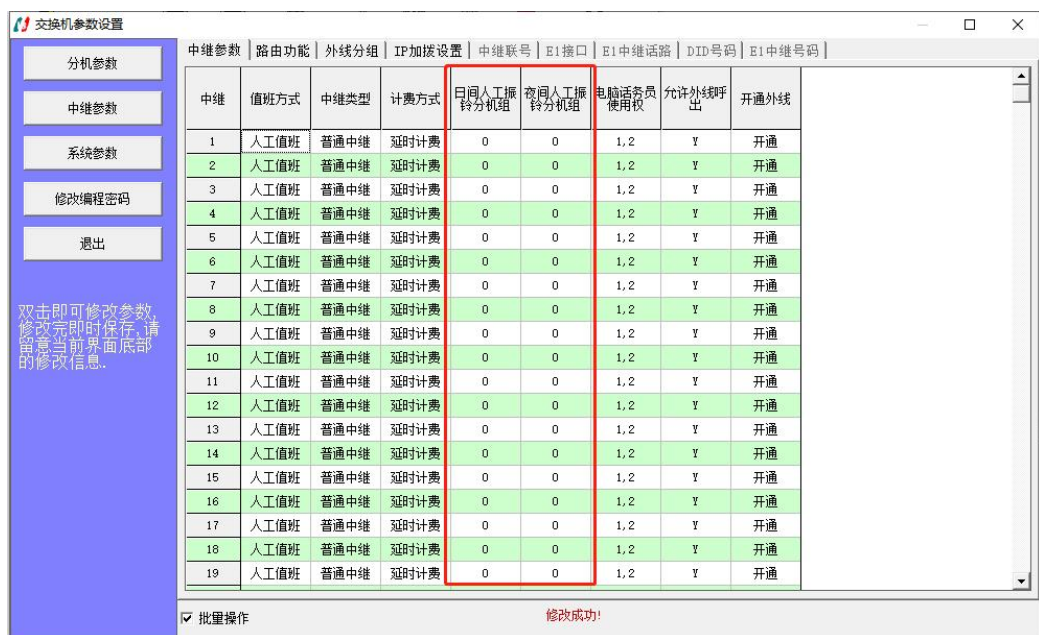 交换机参数设置
分机参数
中继参数
系统参数
修改编程密码
退出
双击即可修改参数,
修改完即时保存,请
留意当前界面底部
的修改信息..
中继参数 路由功能 外线分组 IP加拨设置 中继联号 E1接口 E1中继话路 DID号码 E1中继号码
中继 值班方式 中继类型 计费方式 日间人工振铃分机组 夜间人工振铃分机组 电脑话务员使用权 允许外线呼出 开通外线
1 人工值班 普通中继 延时计费 0 0 1,2 Y 开通
2 人工值班 普通中继 延时计费 0 0 1,2 Y 开通
3 人工值班 普通中继 延时计费 0 0 1,2 Y 开通
4 人工值班 普通中继 延时计费 0 0 1,2 Y 开通
5 人工值班 普通中继 延时计费 0 0 1,2 Y 开通
6 人工值班 普通中继 延时计费 0 0 1,2 Y 开通
7 人工值班 普通中继 延时计费 0 0 1,2 Y 开通
8 人工值班 普通中继 延时计费 0 0 1,2 Y 开通
9 人工值班 普通中继 延时计费 0 0 1,2 Y 开通
10 人工值班 普通中继 延时计费 0 0 1,2 Y 开通
11 人工值班 普通中继 延时计费 0 0 1,2 Y 开通
12 人工值班 普通中继 延时计费 0 0 1,2 Y 开通
13 人工值班 普通中继 延时计费 0 0 1,2 Y 开通
14 人工值班 普通中继 延时计费 0 0 1,2 Y 开通
15 人工值班 普通中继 延时计费 0 0 1,2 Y 开通
16 人工值班 普通中继 延时计费 0 0 1,2 Y 开通
17 人工值班 普通中继 延时计费 0 0 1,2 Y 开通
18 人工值班 普通中继 延时计费 0 0 1,2 Y 开通
19 人工值班 普通中继 延时计费 0 0 1,2 Y 开通
批里操作 修改成功!